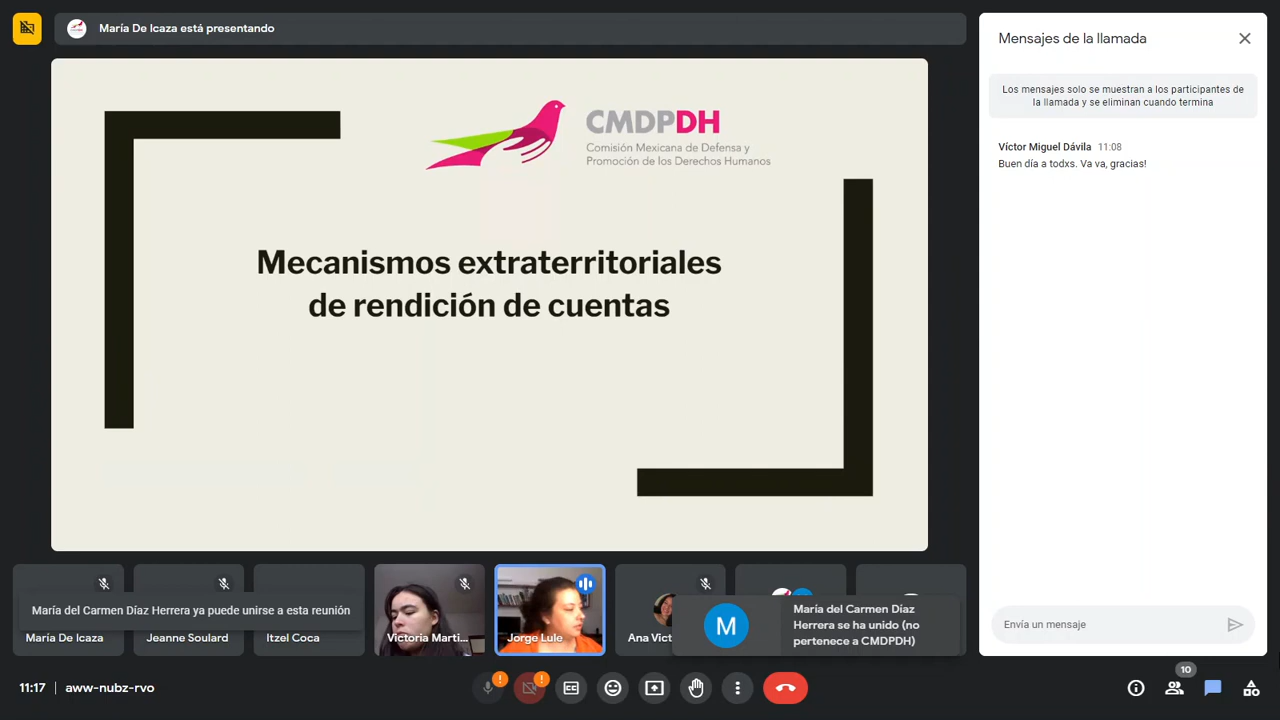 María De Icaza está presentando
CMDPDH
Comisión Mexicana de Defensa y
Promoción de los Derechos Humanos
Mecanismos extraterritoriales
de rendición de cuentas
Mensajes de la llamada
Los mensajes solo se muestran a los participantes de
la llamada y se eliminan cuando termina
Víctor Miguel Dávila 11:08
Buen día a todxs. Va va, gracias!
María del Carmen Díaz Herrera ya puede unirse a esta reunión
María De Icaza
Jeanne Soulard
Itzel Coca
Victoria Marti...
Jorge Lule
Ana Vict
M
María del Carmen Díaz
Herrera se ha unido (no
pertenece a CMDPDH)
Envía un mensaje
11:17
aww-nubz-rvo
CC
10